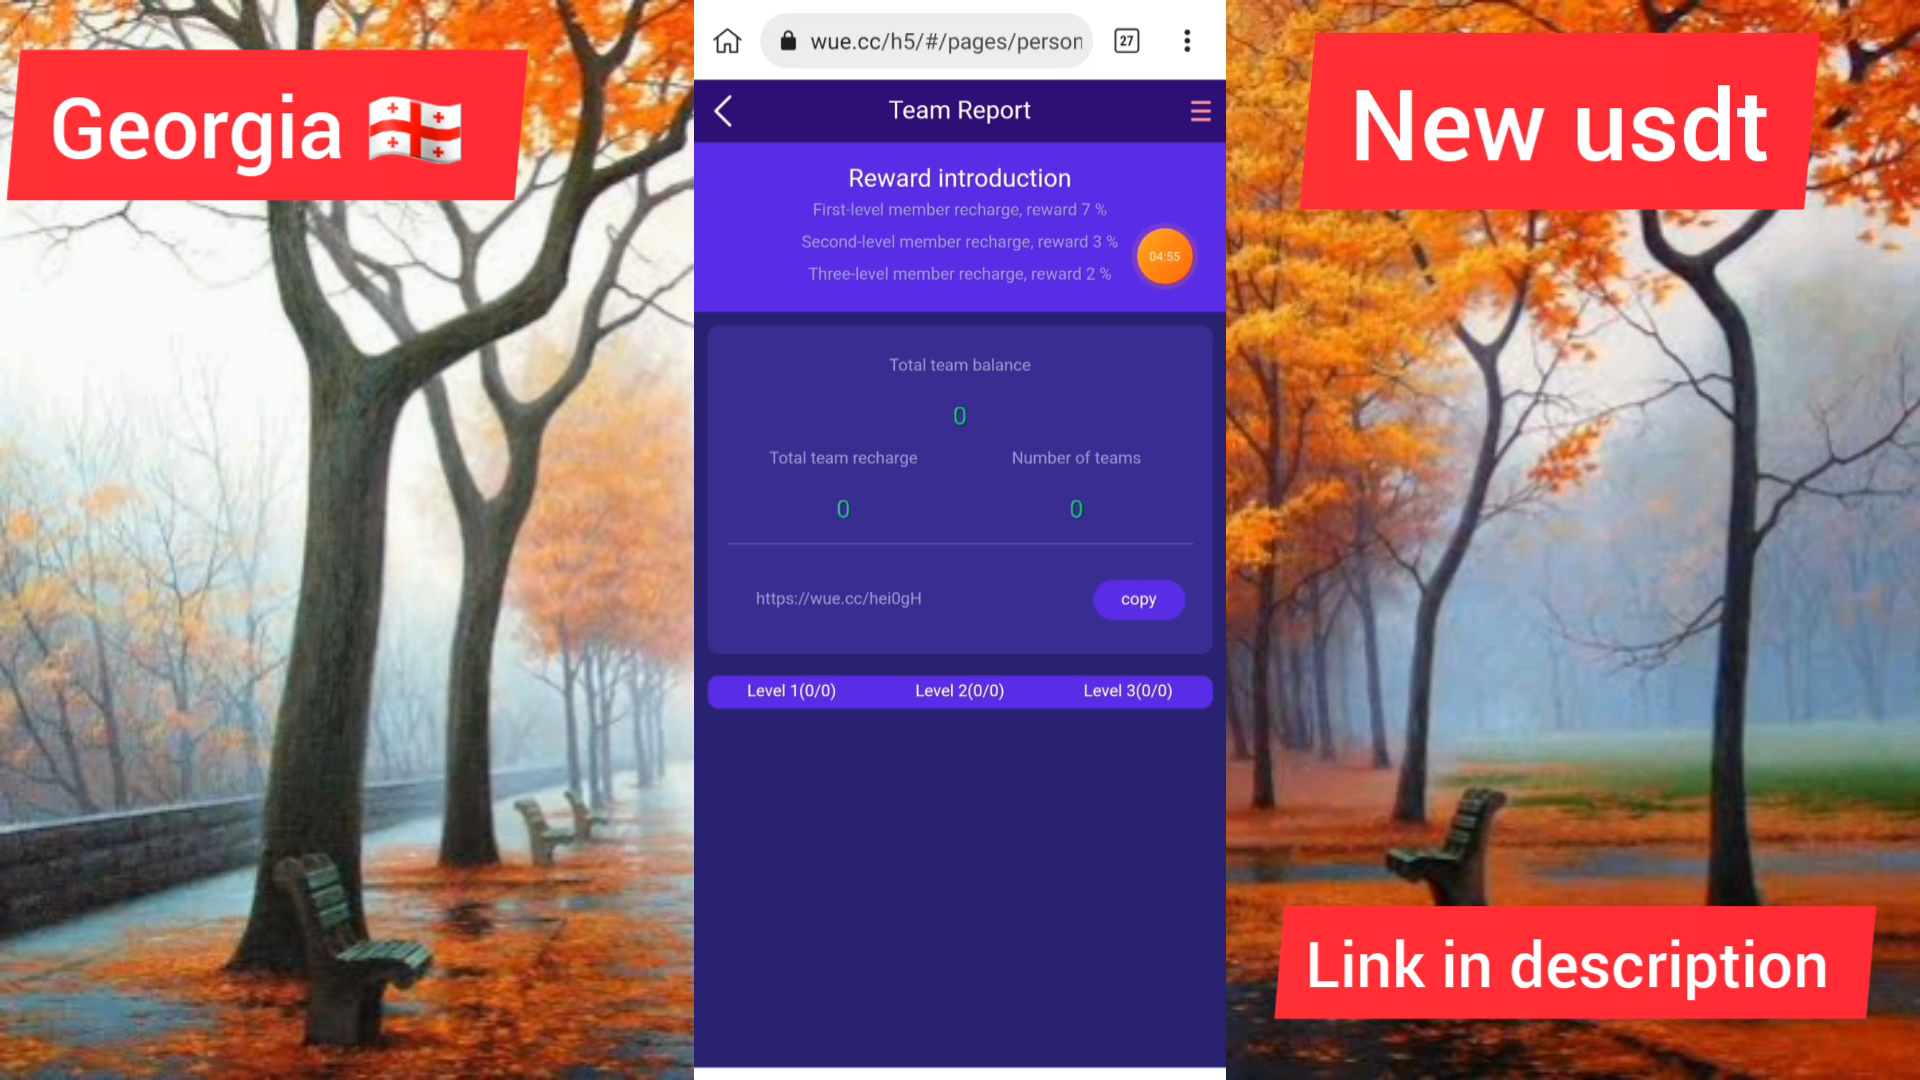 Georgia 🇬🇪
wue.cc/h5/#/pages/person
27
Team Report
Reward introduction
First-level member recharge, reward 7 %
Second-level member recharge, reward 3 %
Three-level member recharge, reward 2 %
04:55
Total team balance
0
Total team recharge
Number of teams
0
0
https://wue.cc/hei0gH
copy
Level 1(0/0)
Level 2(0/0)
Level 3(0/0)
New usdt
Link in description